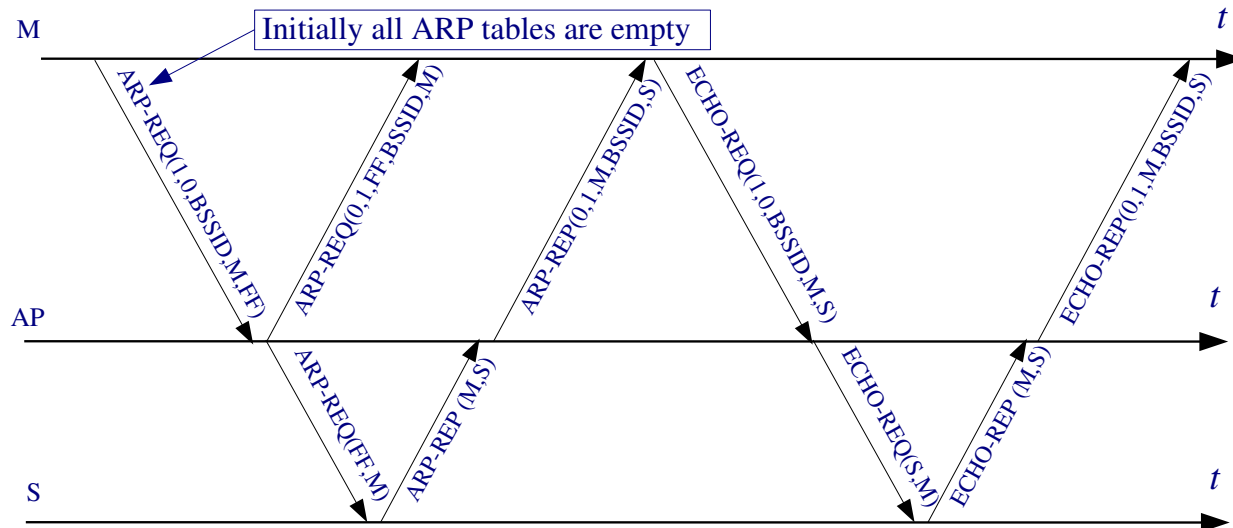 M
Initially all ARP tables are empty
t
ARP-REQ(1,0,BSSID,M,FF)
ARP-REQ(0,1,FF,BSSID,M)
ARP-REP(0,1,M,BSSID,S)
ECHO-REQ(1,0,BSSID,M,S)
ECHO-REP(0,1,M,BSSID,S)
AP
t
ARP-REQ(FF,M)
ARP-REP (M,S)
ECHO-REQ(S,M)
ECHO-REP (M,S)
S
t